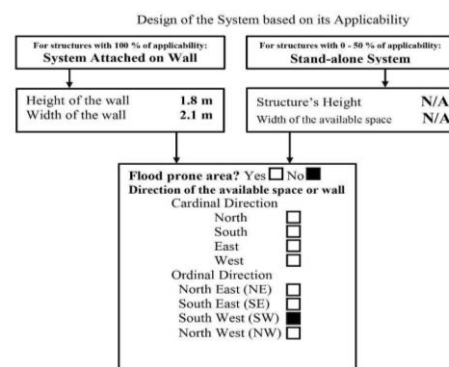 Design of the System based on its Applicability
For structures with 100 % of applicability:
System Attached on Wall
For structures with 0 - 50 % of applicability:
Stand-alone System
Height of the wall 1.8 m
Width of the wall 2.1 m
Structure's Height N/A
Width of the available space N/A
Flood prone area? Yes No
Direction of the available space or wall
Cardinal Direction
North
South
East
West
Ordinal Direction
North East (NE)
South East (SE)
South West (SW)
North West (NW)